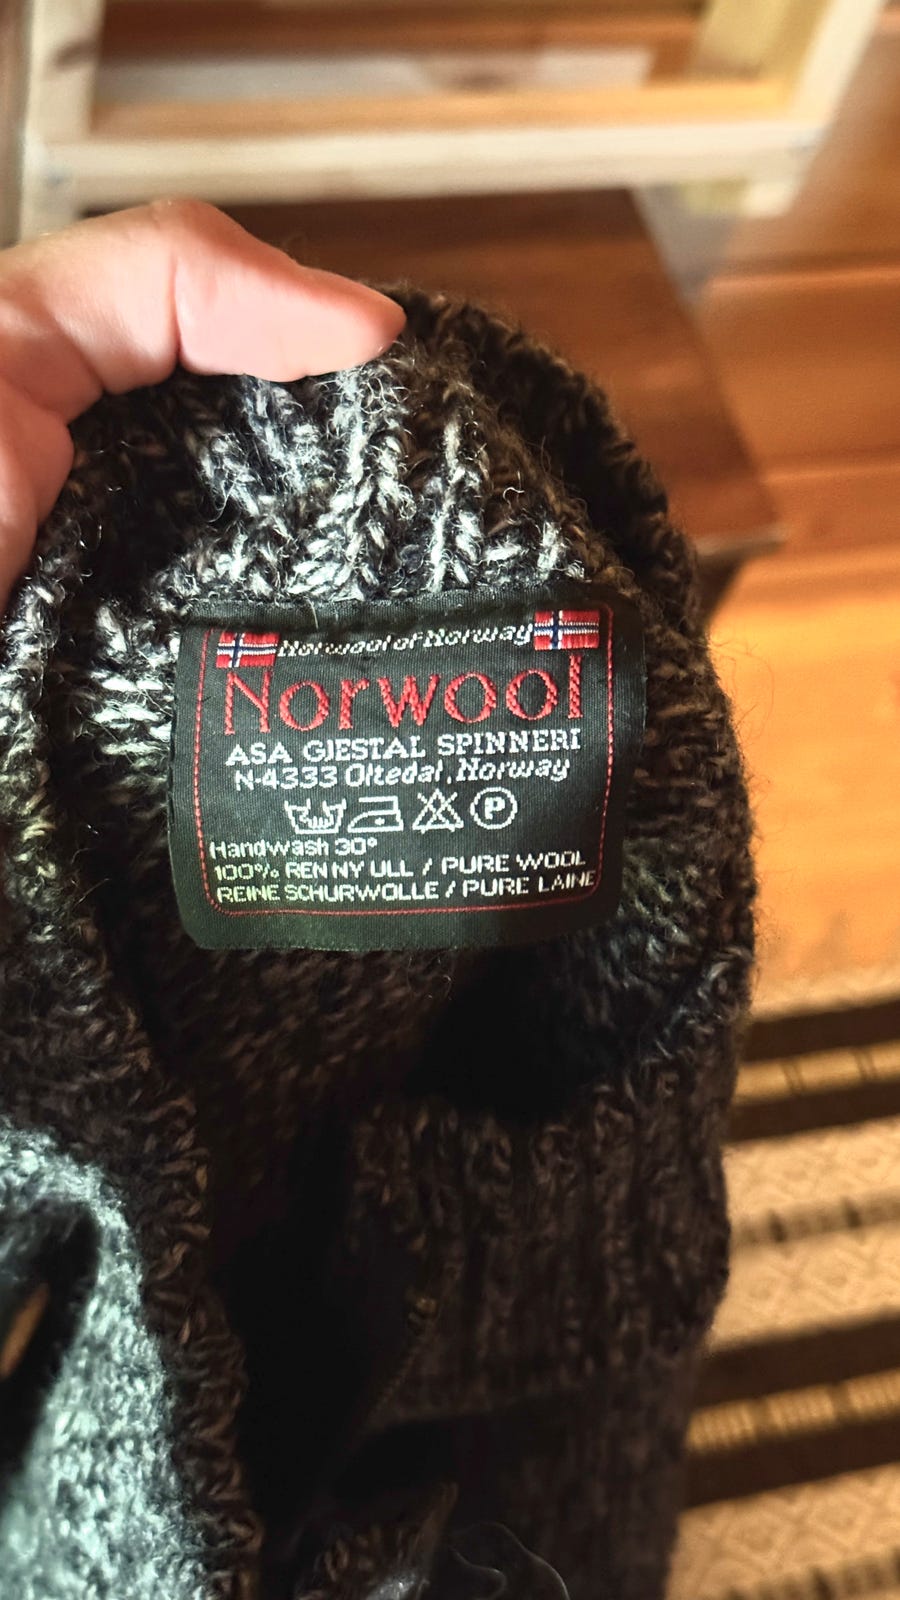 Norwool of Norway
Norwool
ASA GJESTAL SPINNERI
N-4333 Oltedal, Norway
P
Handwash 30°
100% REN NY ULL / PURE WOOL
REINE SCHURWOLLE / PURE LAINE